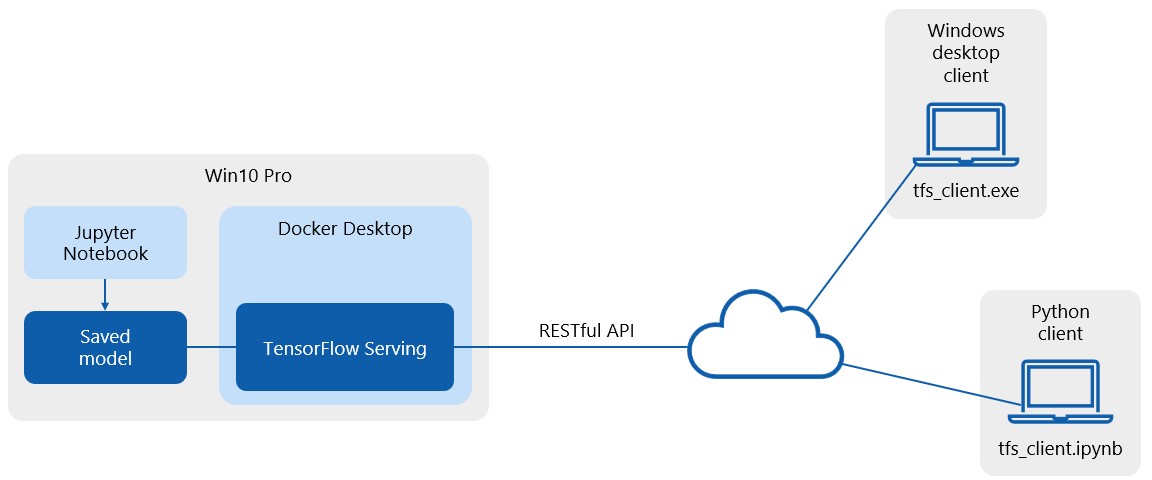 Windows
desktop
client
tfs_client.exe
Win10 Pro
Jupyter
Notebook
Docker Desktop
Saved
model
TensorFlow Serving
RESTful API
Python
client
tfs_client.ipynb